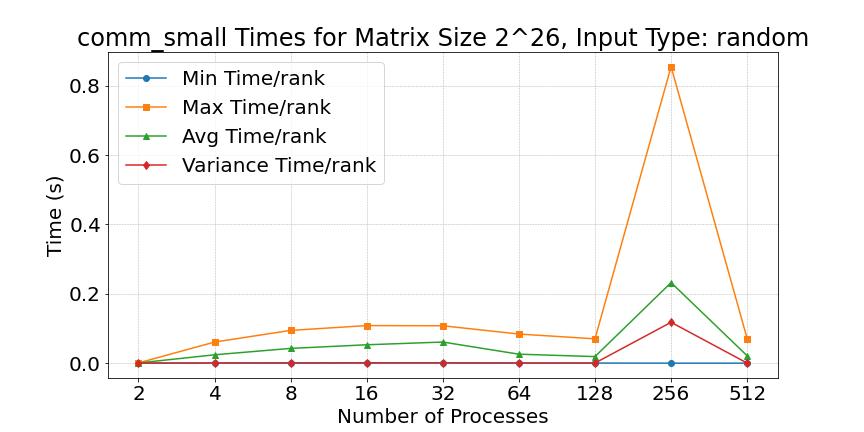 comm_small Times for Matrix Size 2^26, Input Type: random
Min Time/rank
Max Time/rank
Avg Time/rank
Variance Time/rank
Time (s)
0.8
0.6
0.4
0.2
0.0
2 4 8 16 32 64 128 256 512
Number of Processes